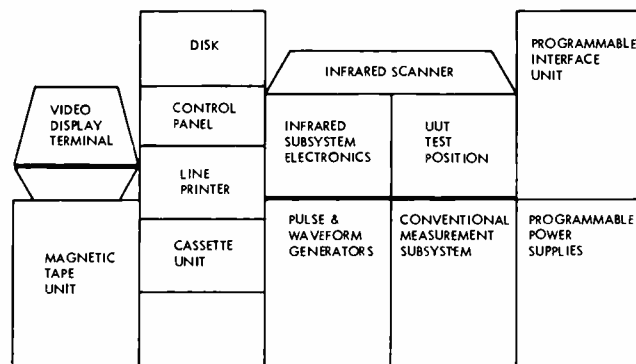 VIDEO
DISPLAY
TERMINAL
MAGNETIC
TAPE
UNIT
DISK
CONTROL
PANEL
LINE
PRINTER
CASSETTE
UNIT
INFRARED SCANNER
INFRARED
SUBSYSTEM
ELECTRONICS
UUT
TEST
POSITION
PULSE &
WAVEFORM
GENERATORS
CONVENTIONAL
MEASUREMENT
SUBSYSTEM
PROGRAMMABLE
INTERFACE
UNIT
PROGRAMMABLE
POWER
SUPPLIES